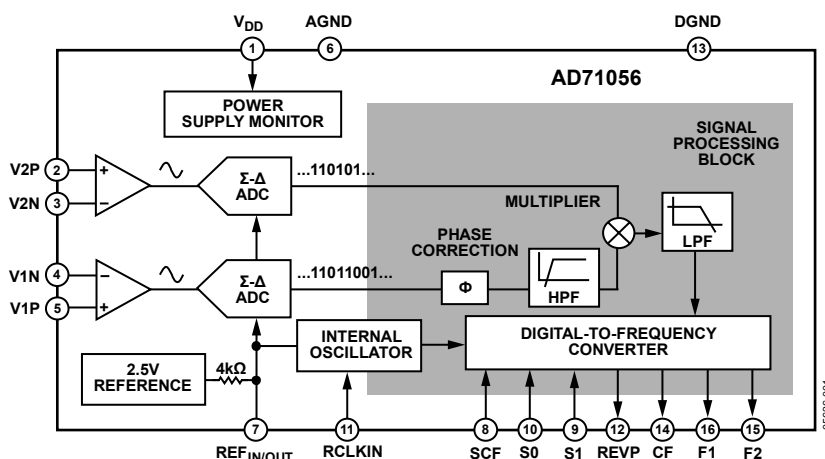 VDD
AGND
DGND
1
6
13
AD71056
POWER
SUPPLY MONITOR
SIGNAL
PROCESSING
BLOCK
V2P
2
+
V2N
3
–
Σ-Δ
ADC
...110101...
MULTIPLIER
LPF
PHASE
CORRECTION
V1N
4
–
V1P
5
+
Σ-Δ
ADC
...11011001...
Φ
HPF
INTERNAL
OSCILLATOR
DIGITAL-TO-FREQUENCY
CONVERTER
2.5V
REFERENCE
4kΩ
7
11
8
10
9
12
14
16
15
REFIN/OUT
RCLKIN
SCF
S0
S1
REVP
CF
F1
F2